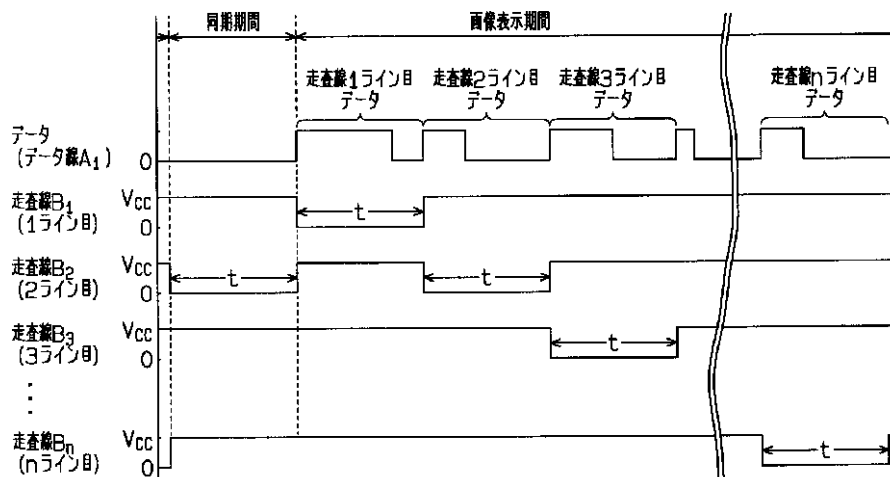 同期期間 画像表示期間
走査線1ライン目 走査線2ライン目 走査線3ライン目 走査線nライン目
データ データ データ データ
データ
(データ線A1) 0
走査線B1 Vcc
(1ライン目) 0 t
走査線B2 Vcc
(2ライン目) 0 t t
走査線B3 Vcc
(3ライン目) 0 t
・
・
・
走査線Bn Vcc
(nライン目) 0 t